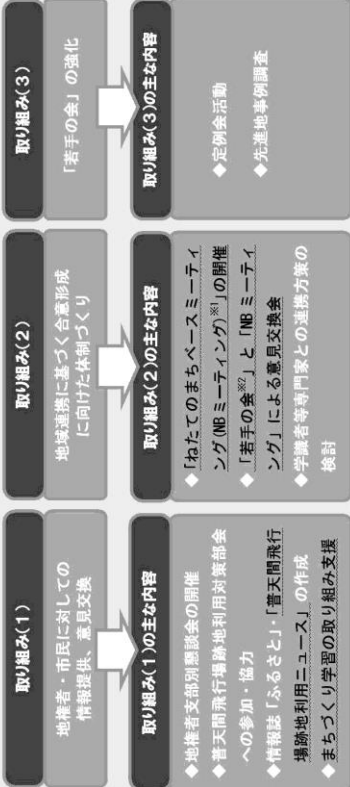 取り組み(1)
地権者・市民に対しての
情報提供、意見交換
取り組み(1)の主な内容
◆地権者支部別懇談会の開催
◆普天間飛行場跡地利用対策部会
への参加・協力
◆情報誌「ふるさと」・「普天間飛行
場跡地利用ニュース」の作成
◆まちづくり学習の取り組み支援
取り組み(2)
地域連携に基づく合意形成
に向けた体制づくり
取り組み(2)の主な内容
◆「ねたてのまちベースミーティ
ング(NBミーティング)※1」の開催
◆「若手の会※2」と「NBミーティ
ング」による意見交換会
◆学識者等専門家との連携方策の
検討
取り組み(3)
「若手の会」の強化
取り組み(3)の主な内容
◆定例会活動
◆先進地事例調査